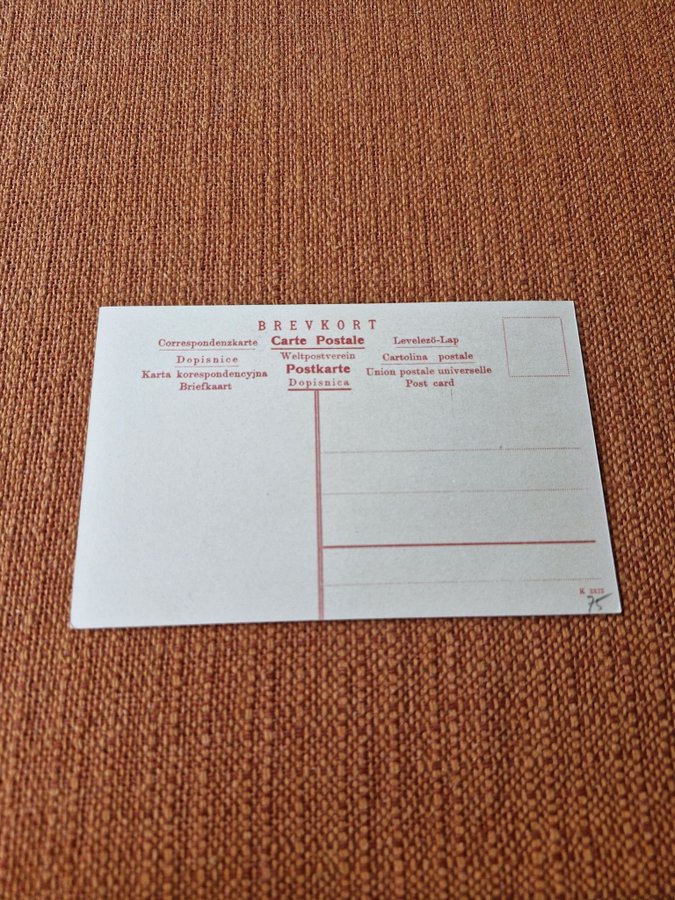 BREVKORT
Correspondenzkarte Carte Postale Levelező-Lap
Dopisnice Weltpostverein Cartolina postale
Karta korespondencyjna Postkarte Union postale universelle
Briefkaart Dopisnica Post card
K
75